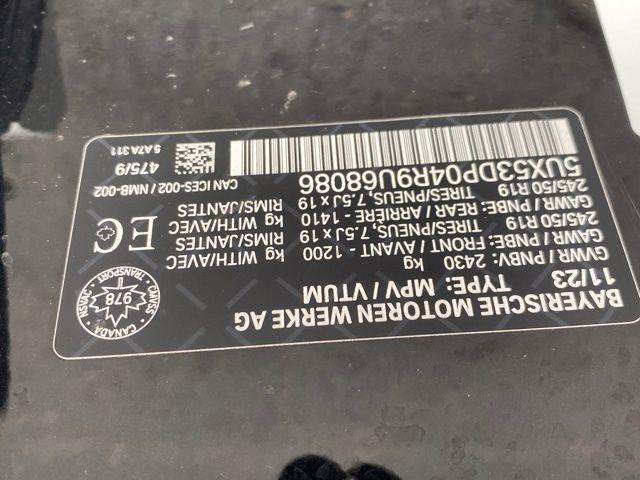 BAYERISCHE MOTOREN WERKE AG
11/23 TYPE: MPV / VTUM
GVWR / PNBV: 2430 kg
GAWR / PNBE: FRONT / AVANT - 1200 kg WITH/AVEC
245/50 R19 TIRES/PNEUS,7.5J x 19 RIMS/JANTES
GAWR / PNBE: REAR / ARRIÈRE - 1410 kg WITH/AVEC
245/50 R19 TIRES/PNEUS,7.5J x 19 RIMS/JANTES
5UX53DP04R9U68086
CAN ICES-002 / NMB-002
475/9
5 A7A 311
EC
TRANSPORT CANADA
978
CMVSS NSVAC